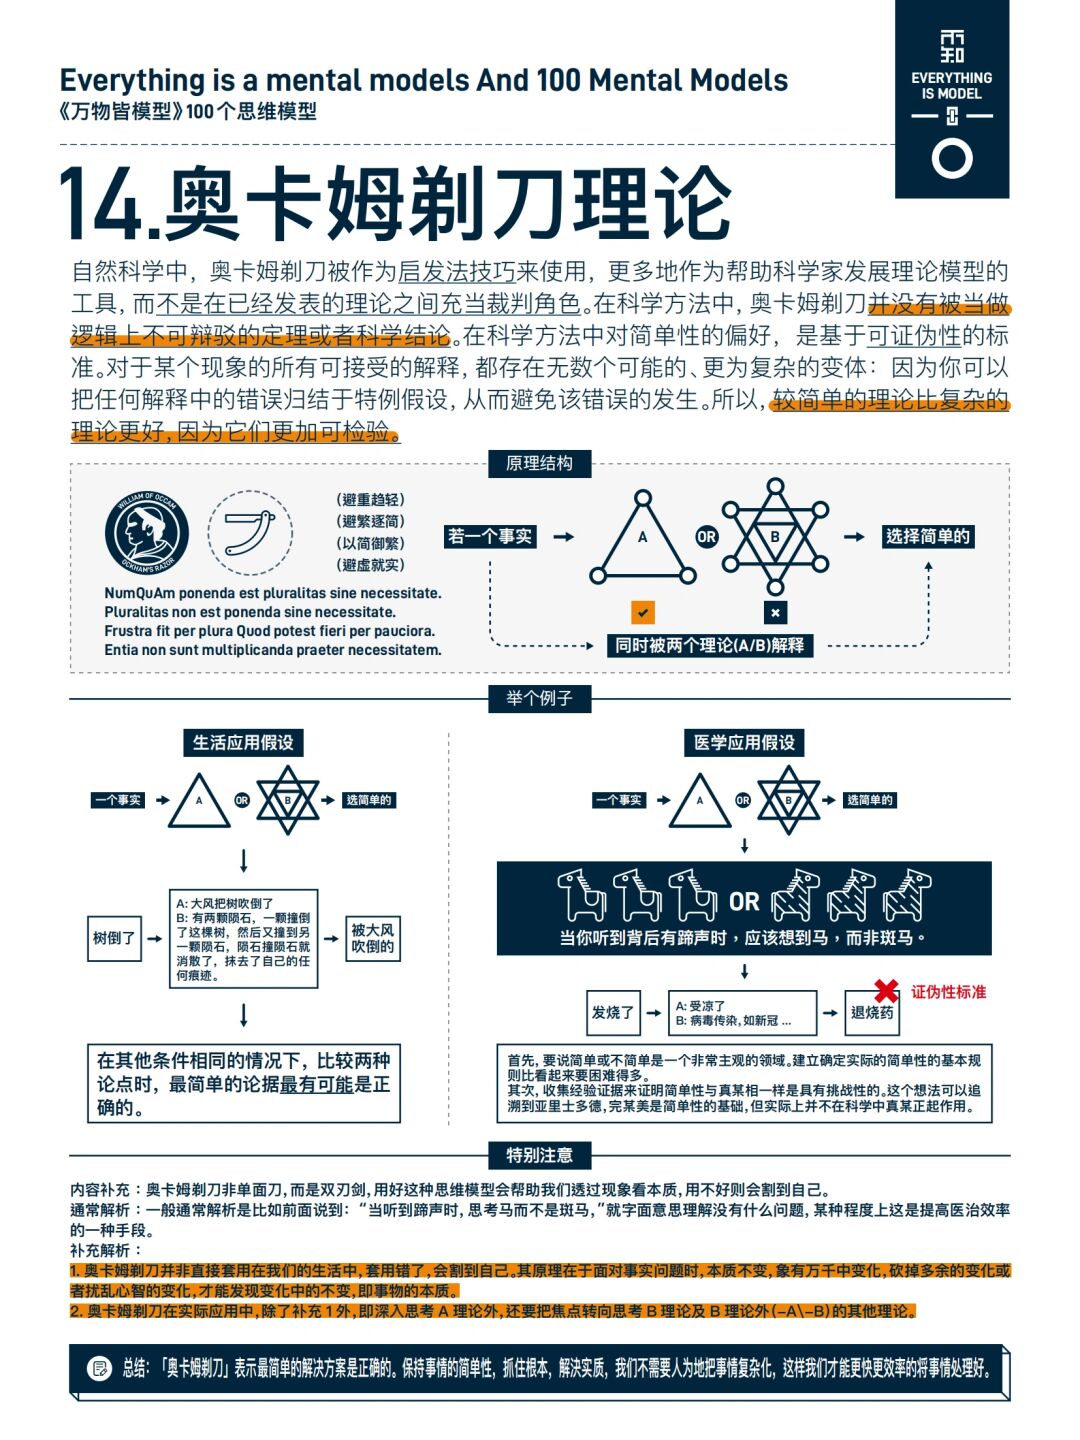 雨知
EVERYTHING
IS MODEL
Everything is a mental models And 100 Mental Models
《万物皆模型》100个思维模型
14.奥卡姆剃刀理论
自然科学中，奥卡姆剃刀被作为启发法技巧来使用，更多地作为帮助科学家发展理论模型的
工具，而不是在已经发表的理论之间充当裁判角色。在科学方法中，奥卡姆剃刀并没有被当做
逻辑上不可辩驳的定理或者科学结论。在科学方法中对简单性的偏好，是基于可证伪性的标
准。对于某个现象的所有可接受的解释，都存在无数个可能的、更为复杂的变体：因为你可以
把任何解释中的错误归结于特例假设，从而避免该错误的发生。所以，较简单的理论比复杂的
理论更好，因为它们更加可检验。
原理结构
WILLIAM OF OCCAM
OCKHAM'S RAZOR
（避重趋轻）
（避繁逐简）
（以简御繁）
（避虚就实）
NumQuAm ponenda est pluralitas sine necessitate.
Pluralitas non est ponenda sine necessitate.
Frustra fit per plura Quod potest fieri per pauciora.
Entia non sunt multiplicanda praeter necessitatem.
若一个事实
A
OR
B
选择简单的
同时被两个理论(A/B)解释
举个例子
生活应用假设
一个事实
A
OR
B
选简单的
树倒了
A: 大风把树吹倒了
B: 有两颗陨石，一颗撞倒
了这棵树，然后又撞到另
一颗陨石，陨石撞陨石就
消散了，抹去了自己的任
何痕迹。
被大风
吹倒的
在其他条件相同的情况下，比较两种
论点时，最简单的论据最有可能是正
确的。
医学应用假设
一个事实
A
OR
B
选简单的
OR
当你听到背后有蹄声时，应该想到马，而非斑马。
发烧了
A: 受凉了
B: 病毒传染，如新冠 ...
退烧药
证伪性标准
首先，要说简单或不简单是一个非常主观的领域。建立确定实际的简单性的基本规
则比看起来要困难得多。
其次，收集经验证据来证明简单性与真某相一样是具有挑战性的。这个想法可以追
溯到亚里士多德，完某美是简单性的基础，但实际上并不在科学中真某正起作用。
特别注意
内容补充：奥卡姆剃刀非单面刀，而是双刃剑，用好这种思维模型会帮助我们透过现象看本质，用不好则会割到自己。
通常解析：一般通常解析是比如前面说到：“当听到蹄声时，思考马而不是斑马，”就字面意思理解没有什么问题，某种程度上这是提高医治效率
的一种手段。
补充解析：
1. 奥卡姆剃刀并非直接套用在我们的生活中，套用错了，会割到自己。其原理在于面对事实问题时，本质不变，象有万千中变化，砍掉多余的变化或
者扰乱心智的变化，才能发现变化中的不变，即事物的本质。
2. 奥卡姆剃刀在实际应用中，除了补充1外，即深入思考 A 理论外，还要把焦点转向思考 B 理论及 B 理论外(–A\–B)的其他理论。
总结：「奥卡姆剃刀」表示最简单的解决方案是正确的。保持事情的简单性，抓住根本，解决实质，我们不需要人为地把事情复杂化，这样我们才能更快更效率的将事情处理好。